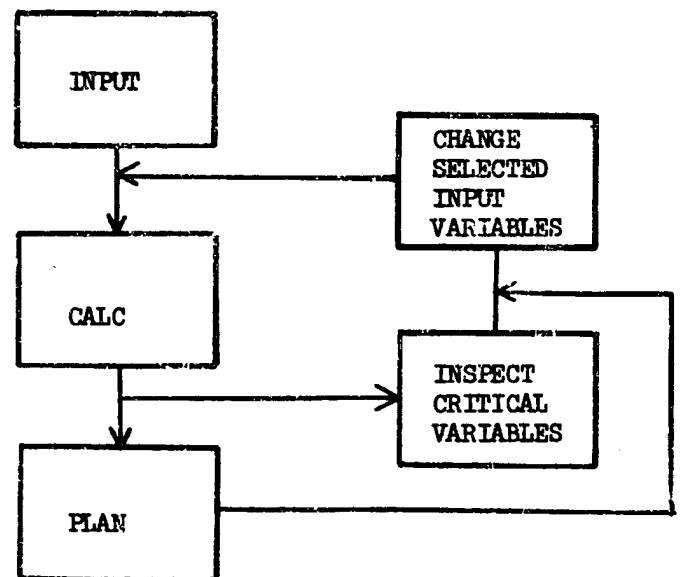 INPUT
CHANGE
SELECTED
INPUT
VARIABLES
CALC
INSPECT
CRITICAL
VARIABLES
PLAN